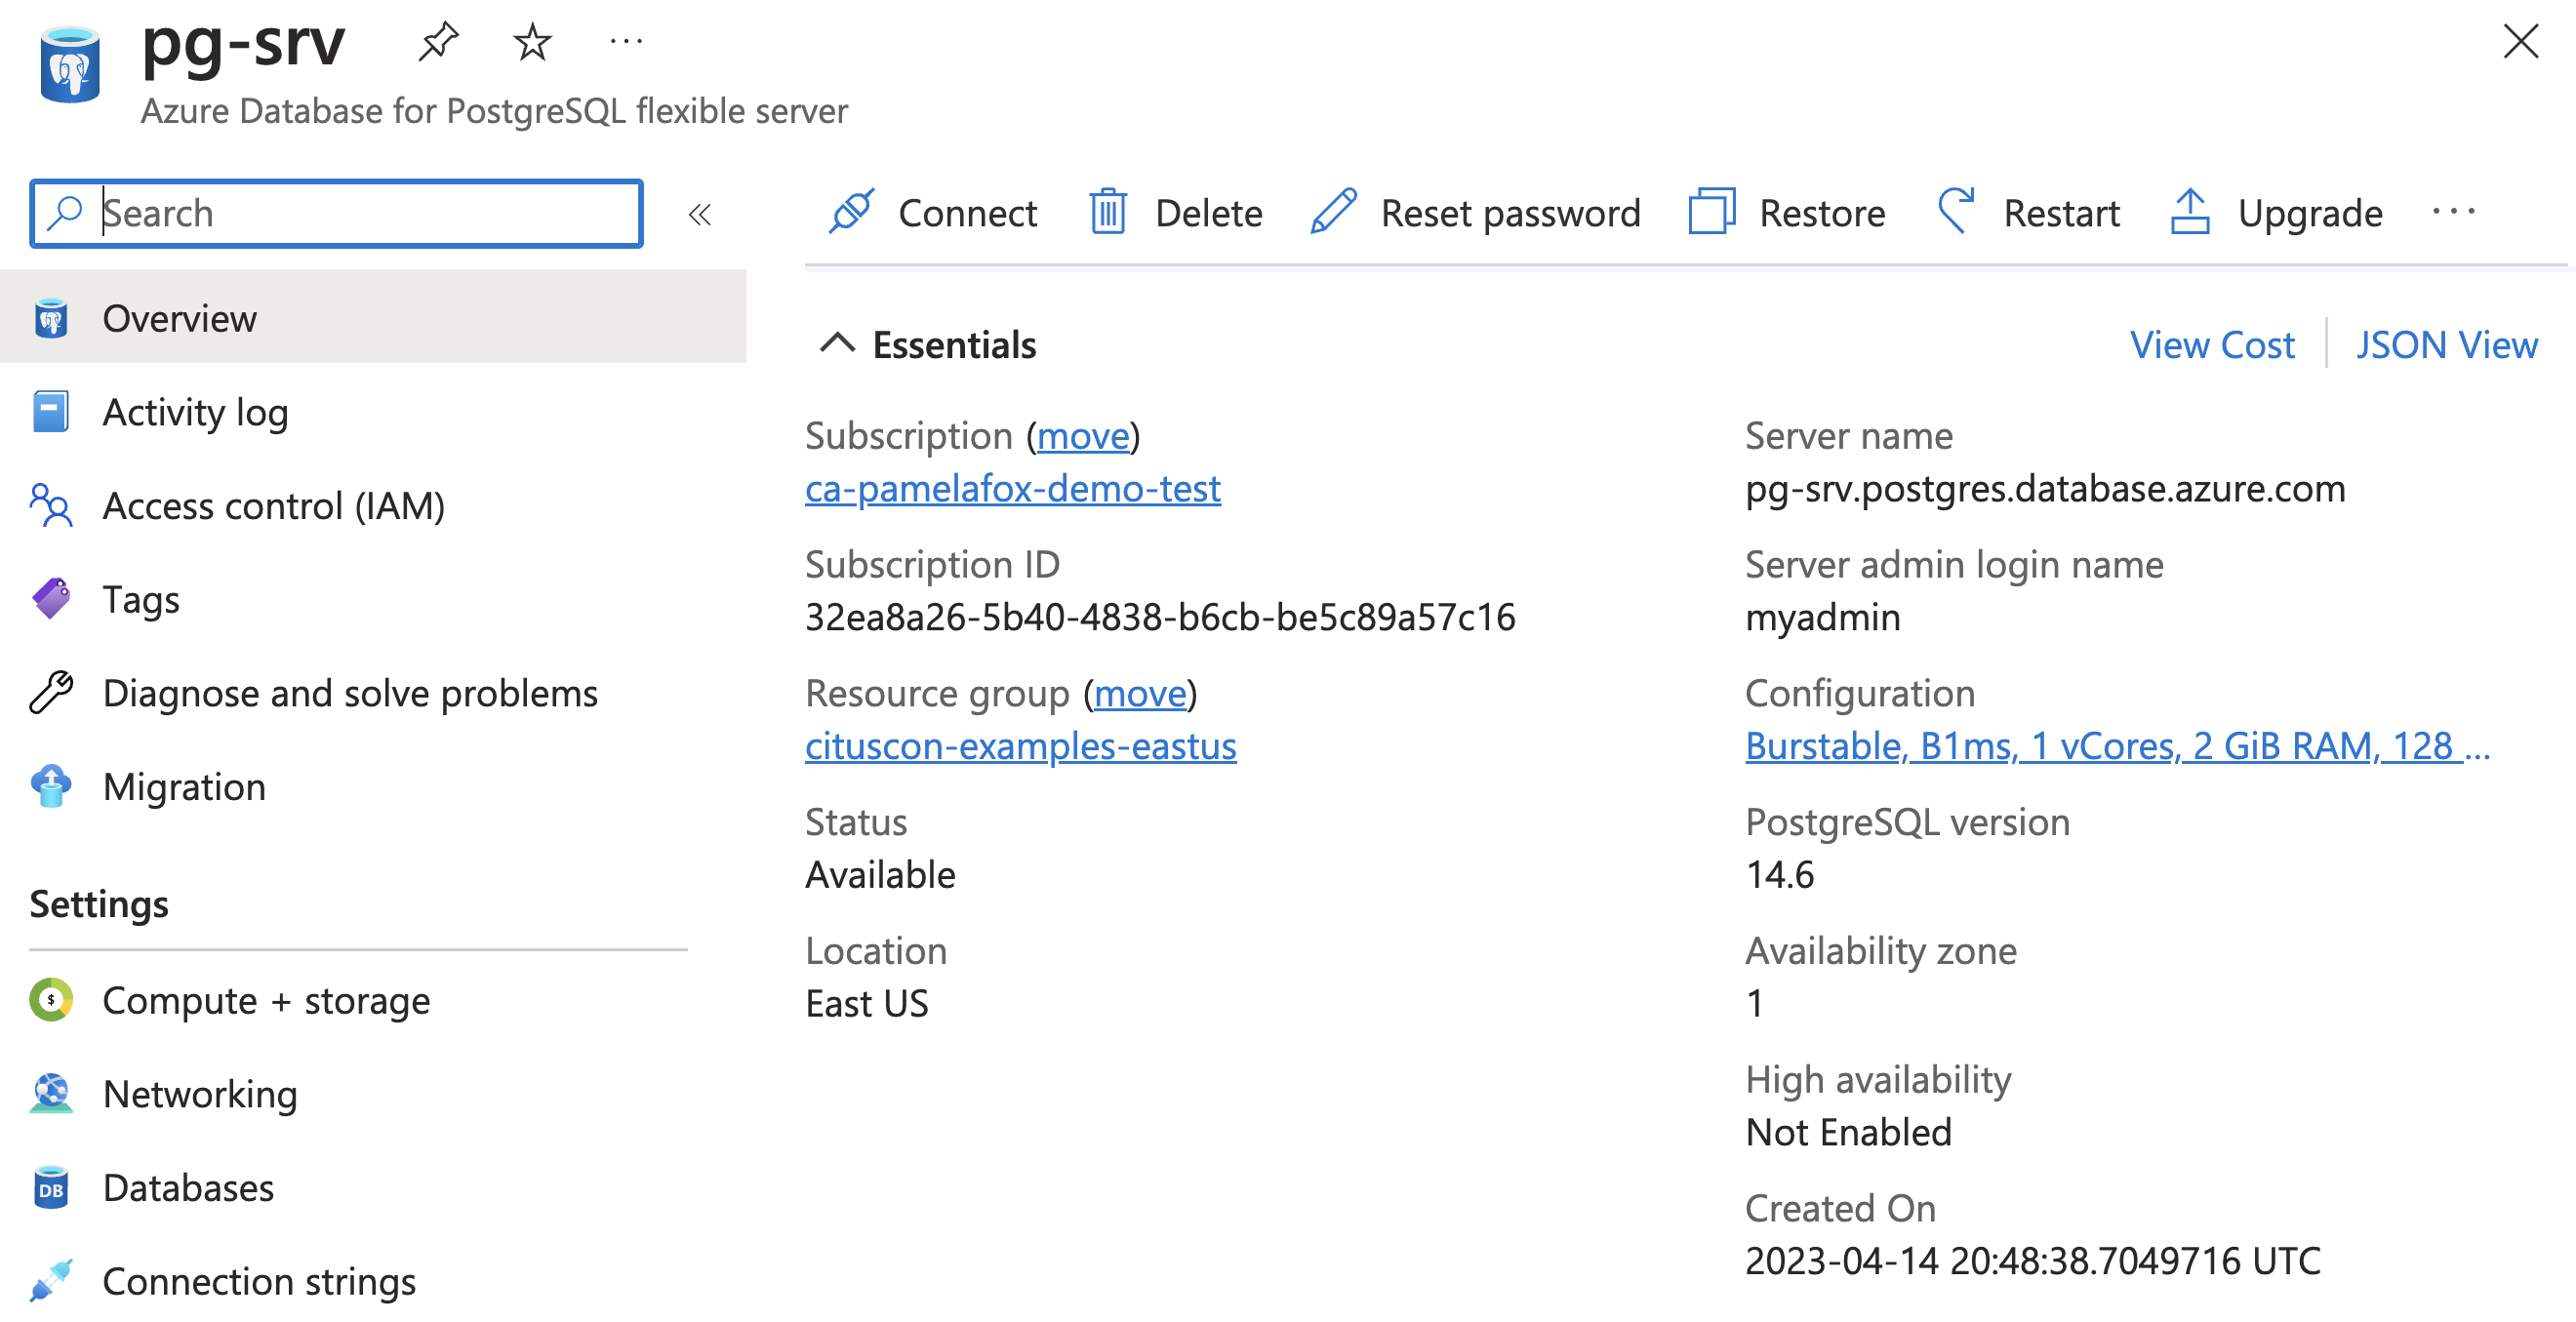 pg-srv
Azure Database for PostgreSQL flexible server
Search
Connect
Delete
Reset password
Restore
Restart
Upgrade
Overview
Activity log
Access control (IAM)
Tags
Diagnose and solve problems
Migration
Settings
Compute + storage
Networking
DB
Databases
Connection strings
Essentials
View Cost
JSON View
Subscription (move)
ca-pamelafox-demo-test
Subscription ID
32ea8a26-5b40-4838-b6cb-be5c89a57c16
Resource group (move)
cituscon-examples-eastus
Status
Available
Location
East US
Server name
pg-srv.postgres.database.azure.com
Server admin login name
myadmin
Configuration
Burstable, B1ms, 1 vCores, 2 GiB RAM, 128 ...
PostgreSQL version
14.6
Availability zone
1
High availability
Not Enabled
Created On
2023-04-14 20:48:38.7049716 UTC